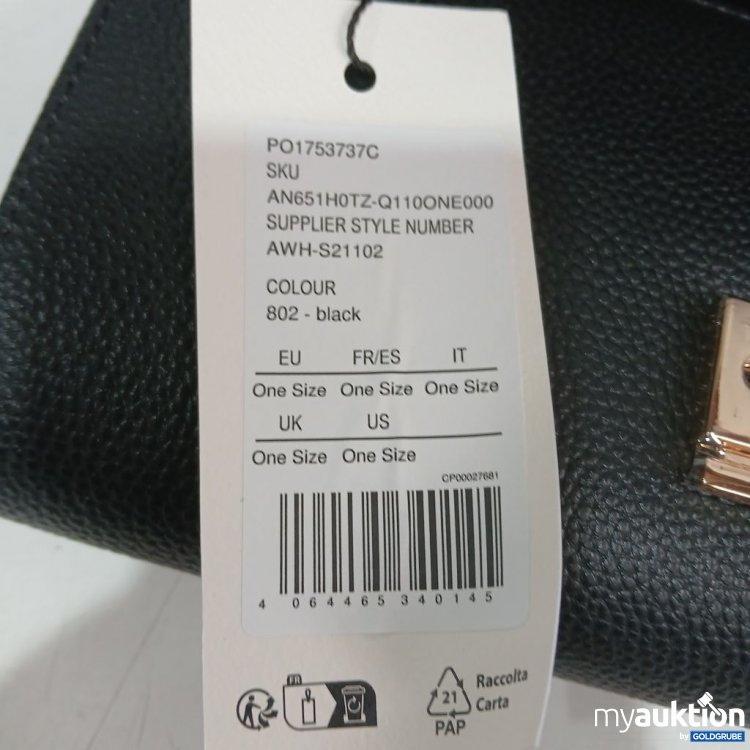 PO1753737C
SKU
AN651H0TZ-Q110ONE000
SUPPLIER STYLE NUMBER
AWH-S21102
COLOUR
802 - black
EU FR/ES IT
One Size One Size One Size
UK US
One Size One Size
CP00027681
4 064465 340145
FR
21
PAP
Raccolta
Carta
myauktion
by GOLDGRUBE